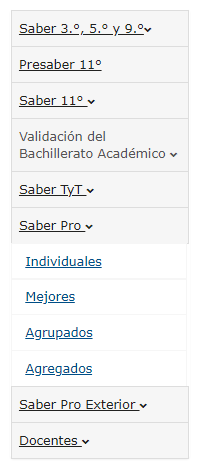 Saber 3.°, 5.° y 9.°
Presaber 11°
Saber 11°
Validación del
Bachillerato Académico
Saber TyT
Saber Pro
Individuales
Mejores
Agrupados
Agregados
Saber Pro Exterior
Docentes